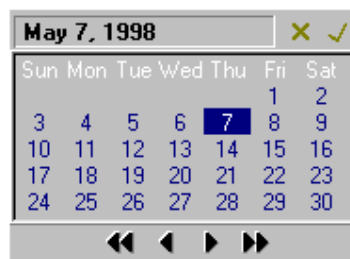 May 7, 1998
Sun Mon Tue Wed Thu Fri Sat
1 2
3 4 5 6 7 8 9
10 11 12 13 14 15 16
17 18 19 20 21 22 23
24 25 26 27 28 29 30